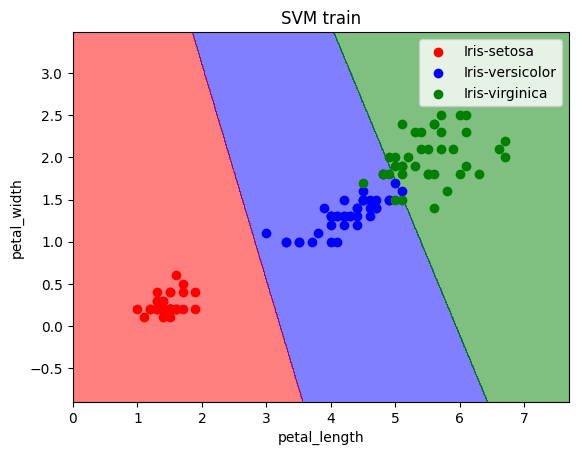 SVM train
Iris-setosa
Iris-versicolor
Iris-virginica
petal_width
3.0
2.5
2.0
1.5
1.0
0.5
0.0
−0.5
0 1 2 3 4 5 6 7
petal_length